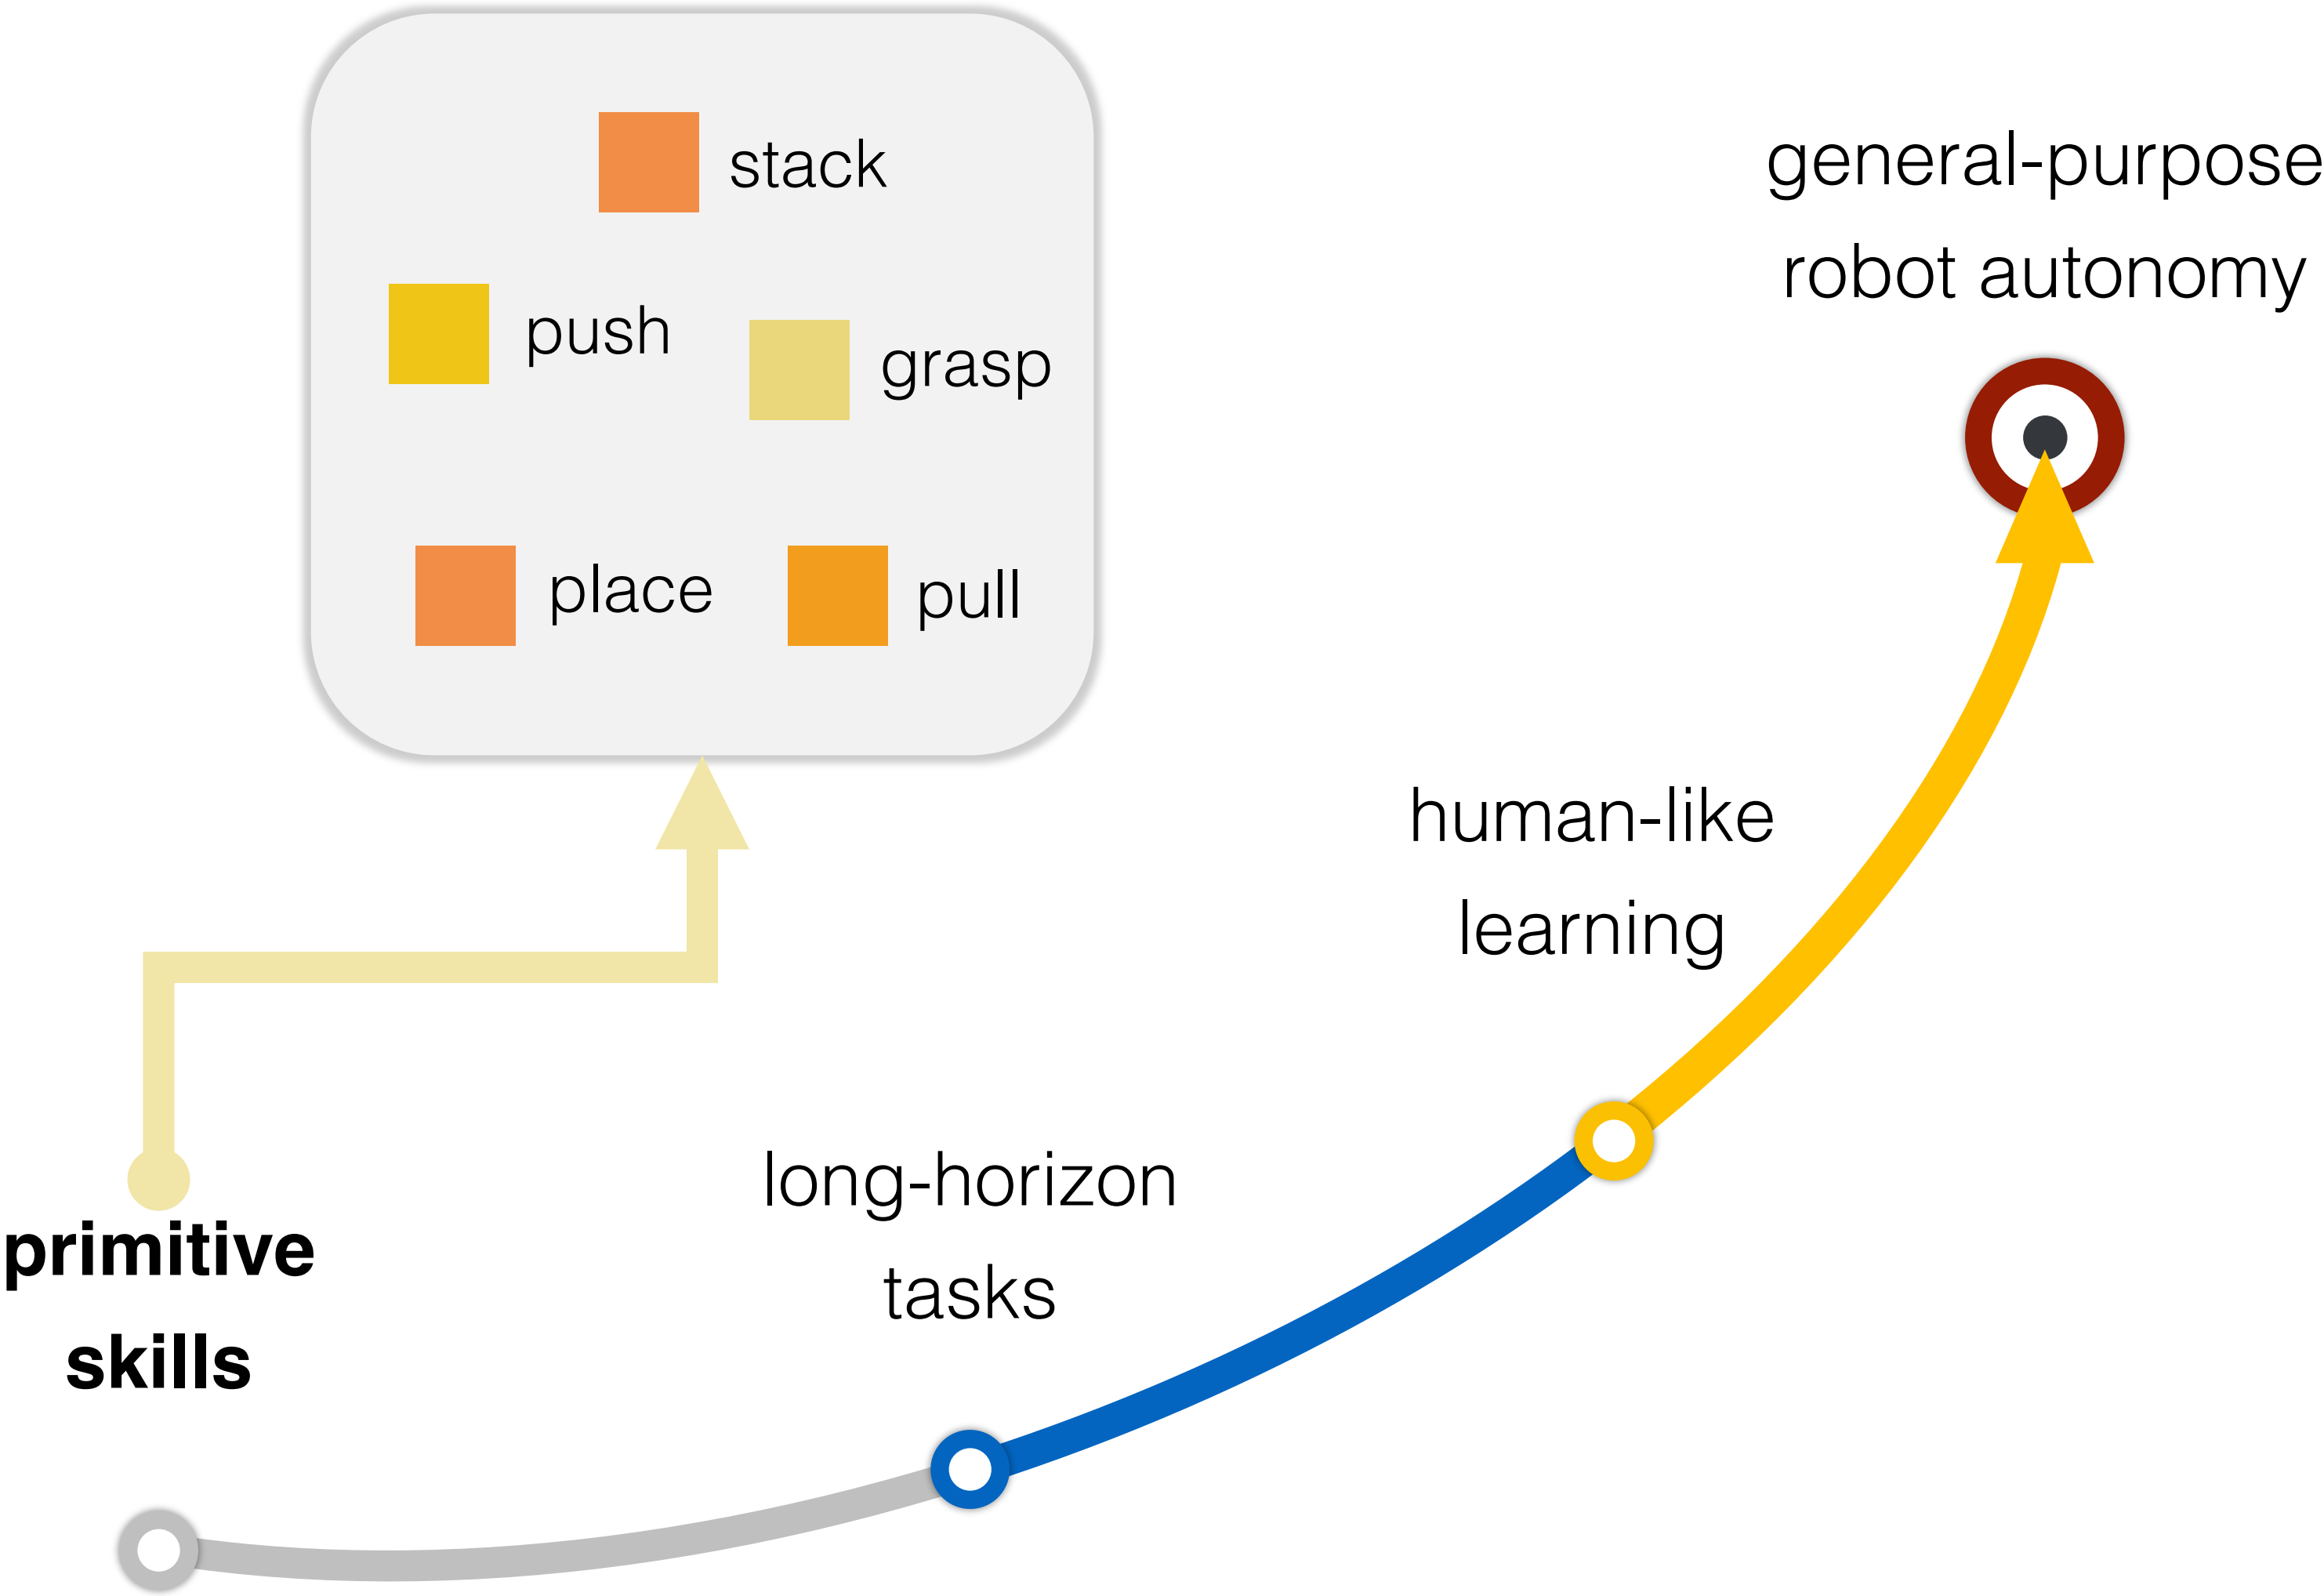 stack
push
grasp
place
pull
general-purpose
robot autonomy
human-like
learning
long-horizon
tasks
primitive
skills